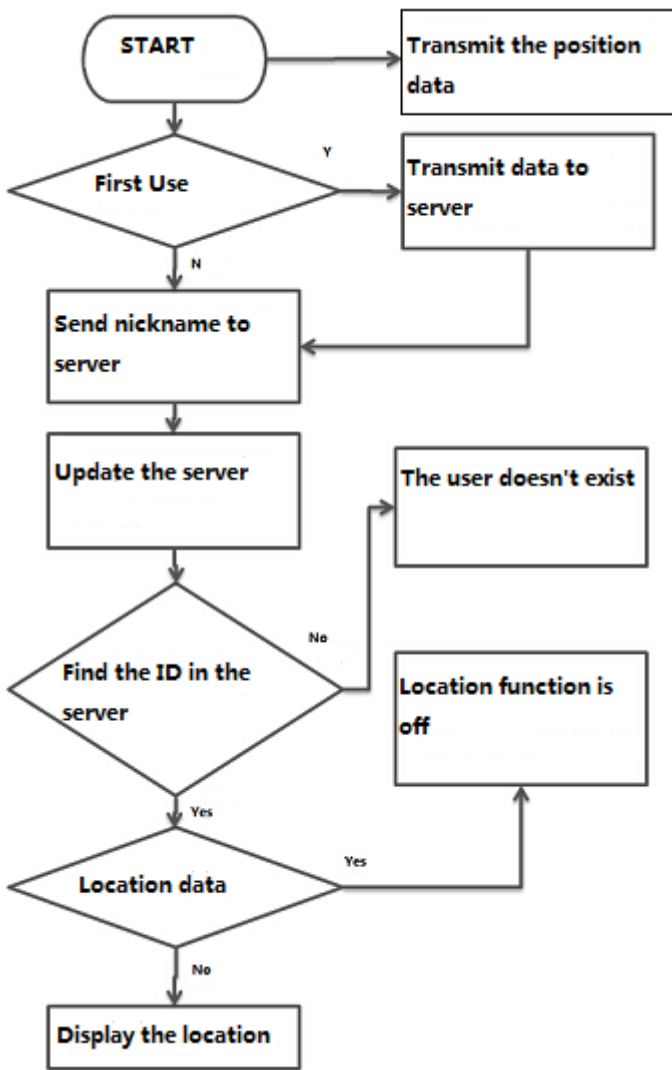 START
Transmit the position
data
First Use
Y
Transmit data to
server
N
Send nickname to
server
Update the server
The user doesn't exist
No
Find the ID in the
server
Location function is
off
Yes
Location data
Yes
No
Display the location